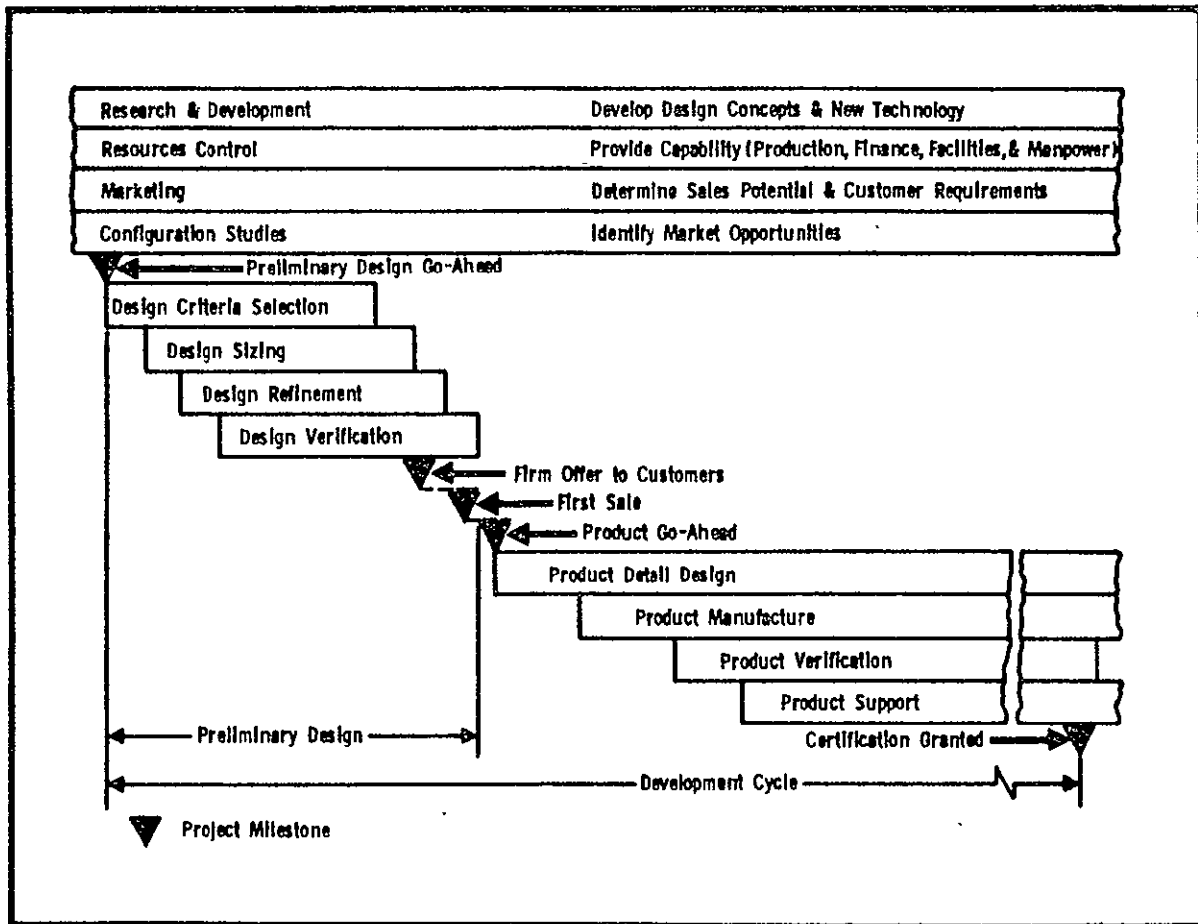 Research & Development Develop Design Concepts & New Technology
Resources Control Provide Capability (Production, Finance, Facilities, & Manpower)
Marketing Determine Sales Potential & Customer Requirements
Configuration Studies Identify Market Opportunities
Preliminary Design Go-Ahead
Design Criteria Selection
Design Sizing
Design Refinement
Design Verification
Firm Offer to Customers
First Sale
Product Go-Ahead
Product Detail Design
Product Manufacture
Product Verification
Product Support
Preliminary Design
Certification Granted
Development Cycle
Project Milestone